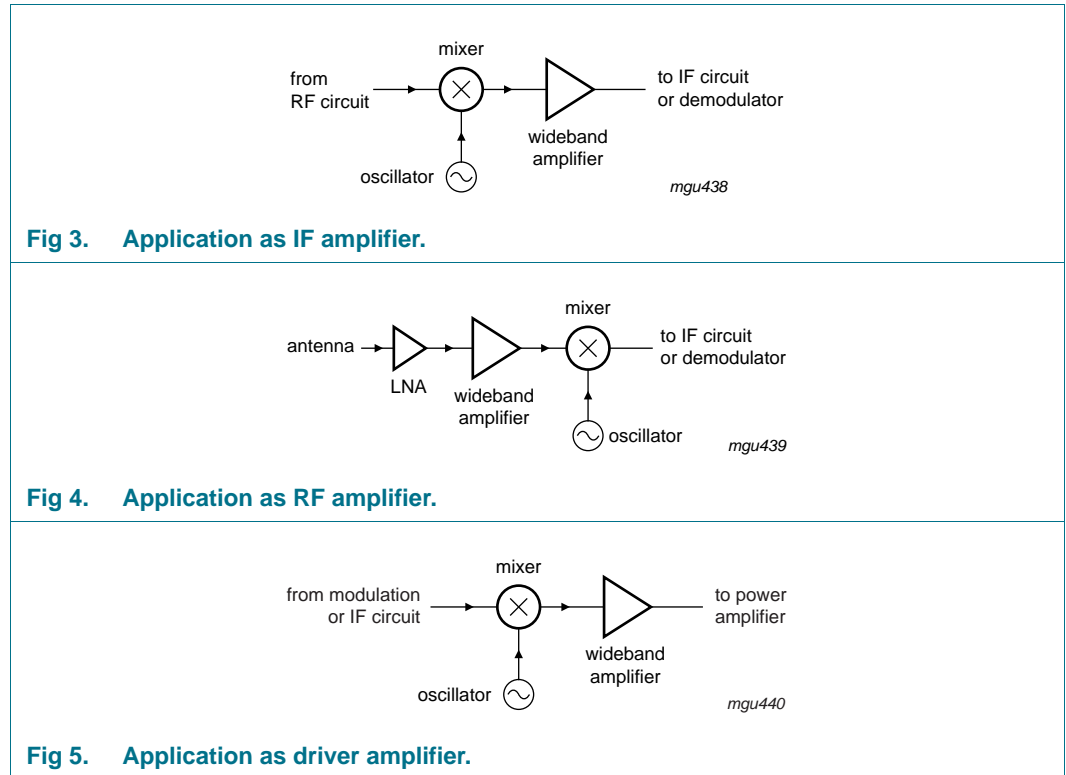 mixer
from
RF circuit
to IF circuit
or demodulator
wideband
amplifier
oscillator
mgu438
Fig 3. Application as IF amplifier.
mixer
antenna
to IF circuit
or demodulator
LNA
wideband
amplifier
oscillator
mgu439
Fig 4. Application as RF amplifier.
mixer
from modulation
or IF circuit
to power
amplifier
wideband
amplifier
oscillator
mgu440
Fig 5. Application as driver amplifier.